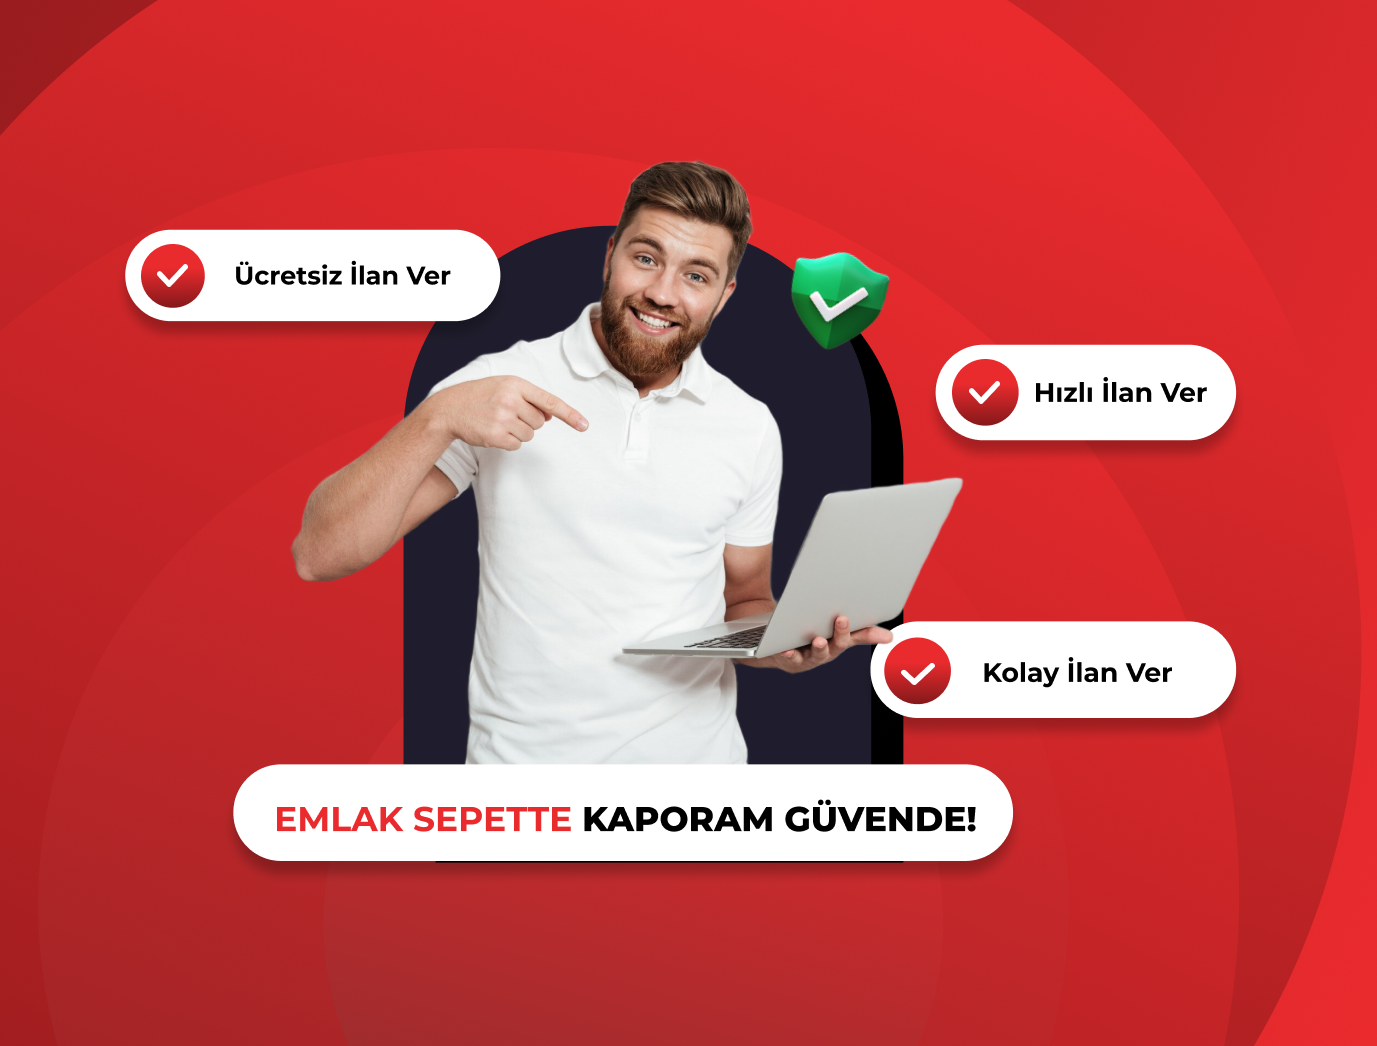 Ücretsiz İlan Ver
Hızlı İlan Ver
Kolay İlan Ver
EMLAK SEPETTE KAPORAM GÜVENDE!